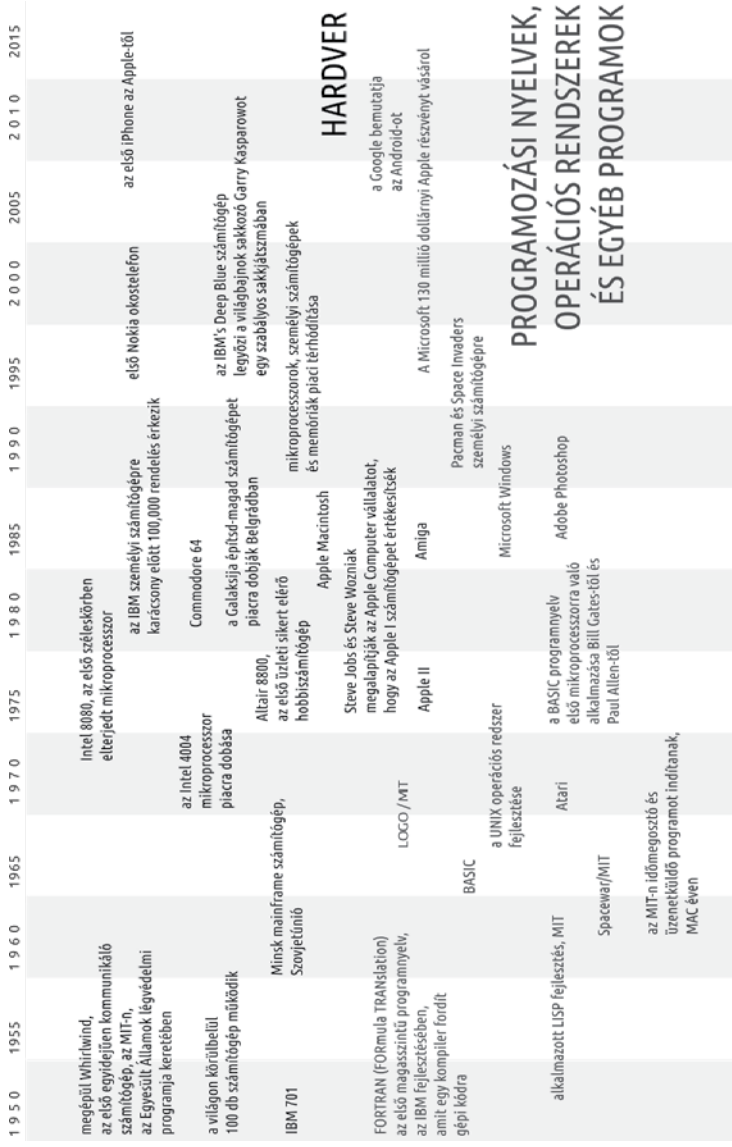 1950 1955 1960 1965 1970 1975 1980 1985 1990 1995 2000 2005 2010 2015
megépül Whirlwind,
az első egyidejűen kommunikáló
számítógép, az MIT-n,
az Egyesült Államok légvédelmi
programja keretében
Intel 8080, az első széleskörben
elterjedt mikroprocesszor
az IBM személyi számítógépre
karácsony előtt 100,000 rendelés érkezik
első Nokia okostelefon
az első iPhone az Apple-től
a világon körülbelül
100 db számítógép működik
az Intel 4004
mikroprocesszor
piacra dobása
Commodore 64
a Galaksija építsd-magad számítógépet
piacra dobják Belgrádban
az IBM's Deep Blue számítógép
legyőzi a világbajnok sakkozó Garry Kasparowot
egy szabályos sakkjátszmában
IBM 701
Minsk mainframe számítógép,
Szovjetúnió
Altair 8800,
az első üzleti sikert elérő
hobbiszámítógép
mikroprocesszorok, személyi számítógépek
és memóriák piaci térhódítása
Apple Macintosh
HARDVER
Steve Jobs és Steve Wozniak
megalapítják az Apple Computer vállalatot,
hogy az Apple I számítógépet értékesítsék
Apple II
Amiga
FORTRAN (FORmula TRANslation)
az első magasszintű programnyelv,
az IBM fejlesztésében,
amit egy kompiler fordít
gépi kódra
LOGO / MIT
a Google bemutatja
az Android-ot
A Microsoft 130 millió dollárnyi Apple részvényt vásárol
BASIC
Pacman és Space Invaders
személyi számítógépre
a UNIX operációs redszer
fejlesztése
Microsoft Windows
PROGRAMOZÁSI NYELVEK,
OPERÁCIÓS RENDSZEREK
ÉS EGYÉB PROGRAMOK
alkalmazott LISP fejlesztés, MIT
Atari
a BASIC programnyelv
első mikroprocesszorra való
alkalmazása Bill Gates-től és
Paul Allen-től
Adobe Photoshop
Spacewar/MIT
az MIT-n időmegosztó és
üzenetküldő programot indítanak,
MAC éven